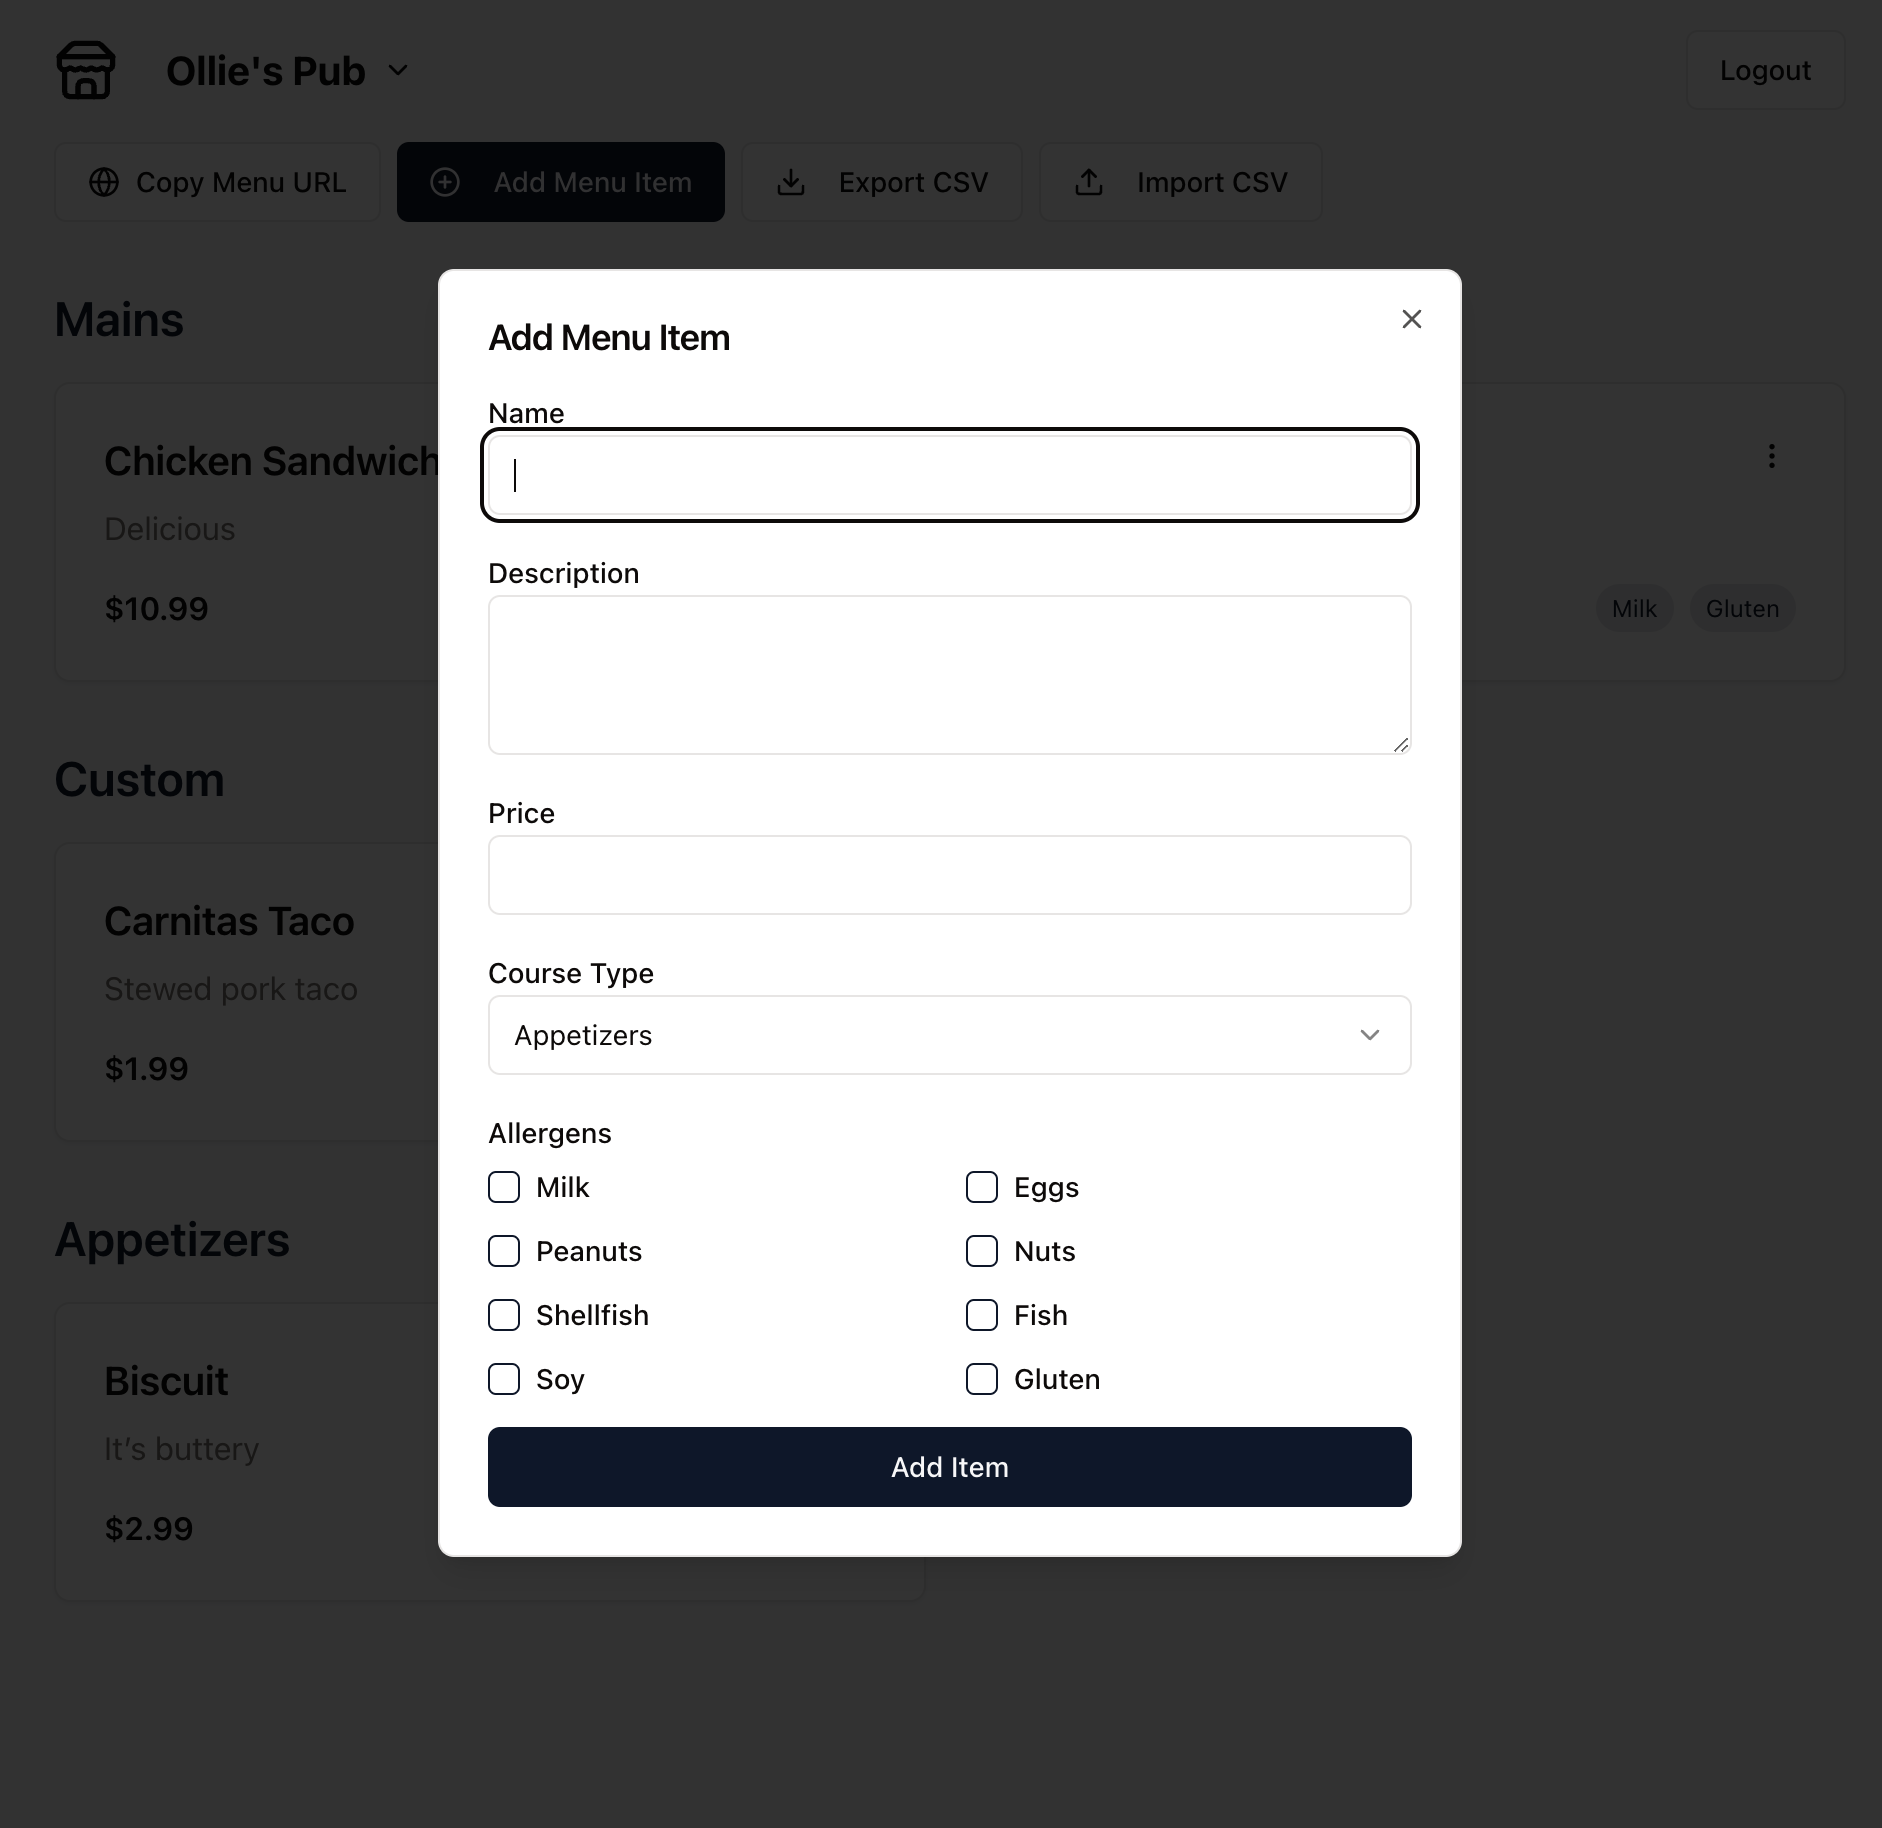 Ollie's Pub
Logout
Copy Menu URL
Add Menu Item
Export CSV
Import CSV
Mains
Chicken Sandwich
Delicious
$10.99
Milk
Gluten
Custom
Carnitas Taco
Stewed pork taco
$1.99
Appetizers
Biscuit
It’s buttery
$2.99
Add Menu Item
Name
Description
Price
Course Type
Appetizers
Allergens
Milk
Eggs
Peanuts
Nuts
Shellfish
Fish
Soy
Gluten
Add Item